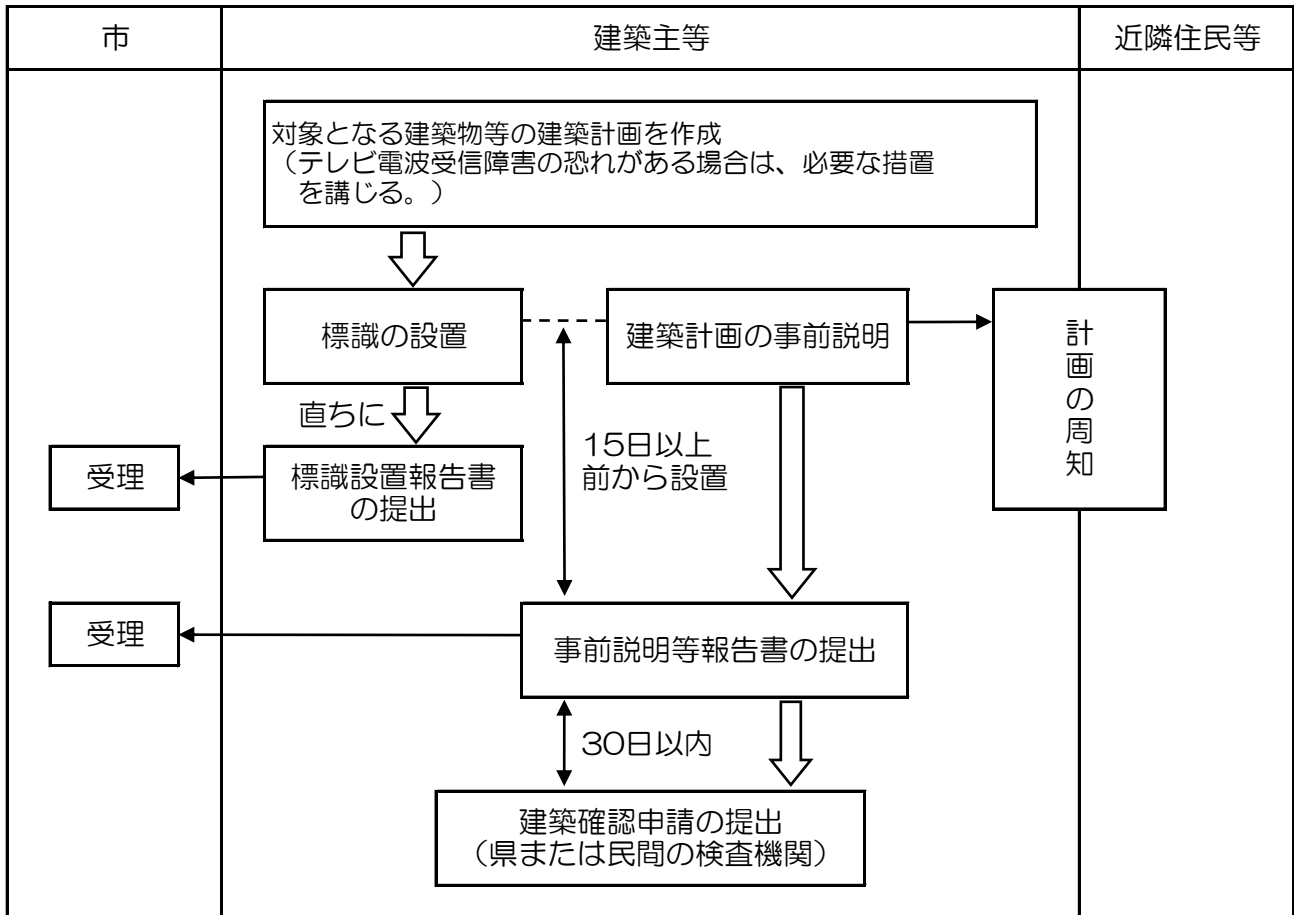 市
建築主等
近隣住民等
対象となる建築物等の建築計画を作成
（テレビ電波受信障害の恐れがある場合は、必要な措置
を講じる。）
標識の設置
建築計画の事前説明
計画の周知
直ちに
15日以上
前から設置
受理
標識設置報告書
の提出
受理
事前説明等報告書の提出
30日以内
建築確認申請の提出
（県または民間の検査機関）